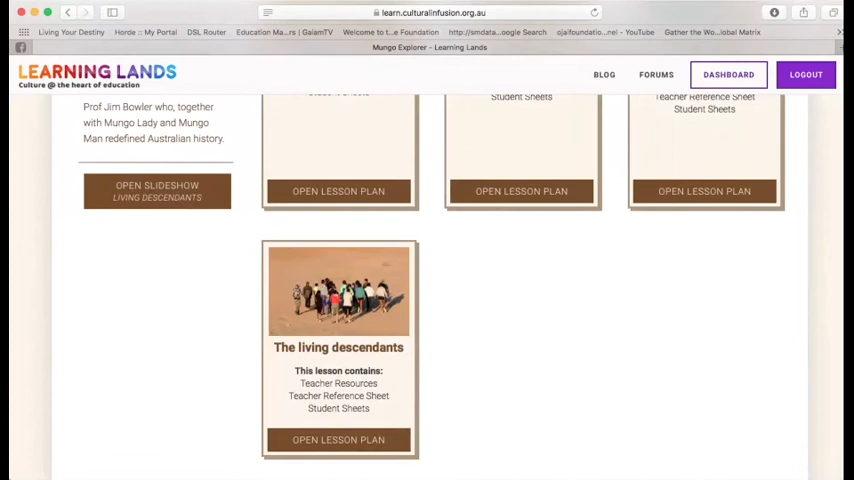 learn.culturalinfusion.org.au
Living Your Destiny
Horde :: My Portal
DSL Router
Education Ma...rs | GaiamTV
Welcome to t...e Foundation
http://smdata...oogle Search
ojaifoundatio...nel - YouTube
Gather the Wo...lobal Matrix
Mungo Explorer - Learning Lands
LEARNING LANDS
Culture @ the heart of education
BLOG
FORUMS
DASHBOARD
LOGOUT
Prof Jim Bowler who, together
with Mungo Lady and Mungo
Man redefined Australian history.
OPEN SLIDESHOW
LIVING DESCENDANTS
Student Sheets
OPEN LESSON PLAN
Student Sheets
OPEN LESSON PLAN
Teacher Reference Sheet
Student Sheets
OPEN LESSON PLAN
The living descendants
This lesson contains:
Teacher Resources
Teacher Reference Sheet
Student Sheets
OPEN LESSON PLAN